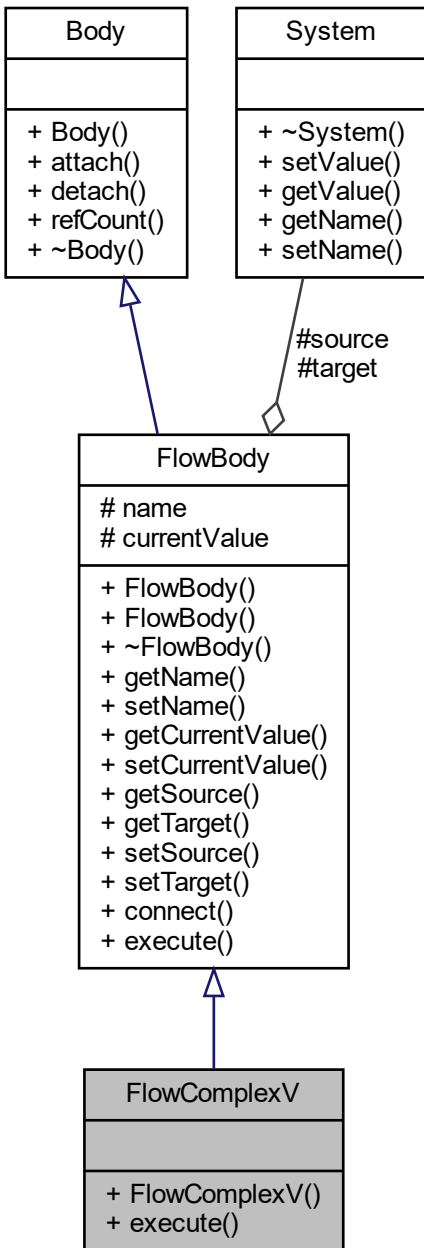 Body
+ Body()
+ attach()
+ detach()
+ refCount()
+ ~Body()
System
+ ~System()
+ setValue()
+ getValue()
+ getName()
+ setName()
#source
#target
FlowBody
# name
# currentValue
+ FlowBody()
+ FlowBody()
+ ~FlowBody()
+ getName()
+ setName()
+ getCurrentValue()
+ setCurrentValue()
+ getSource()
+ getTarget()
+ setSource()
+ setTarget()
+ connect()
+ execute()
FlowComplexV
+ FlowComplexV()
+ execute()